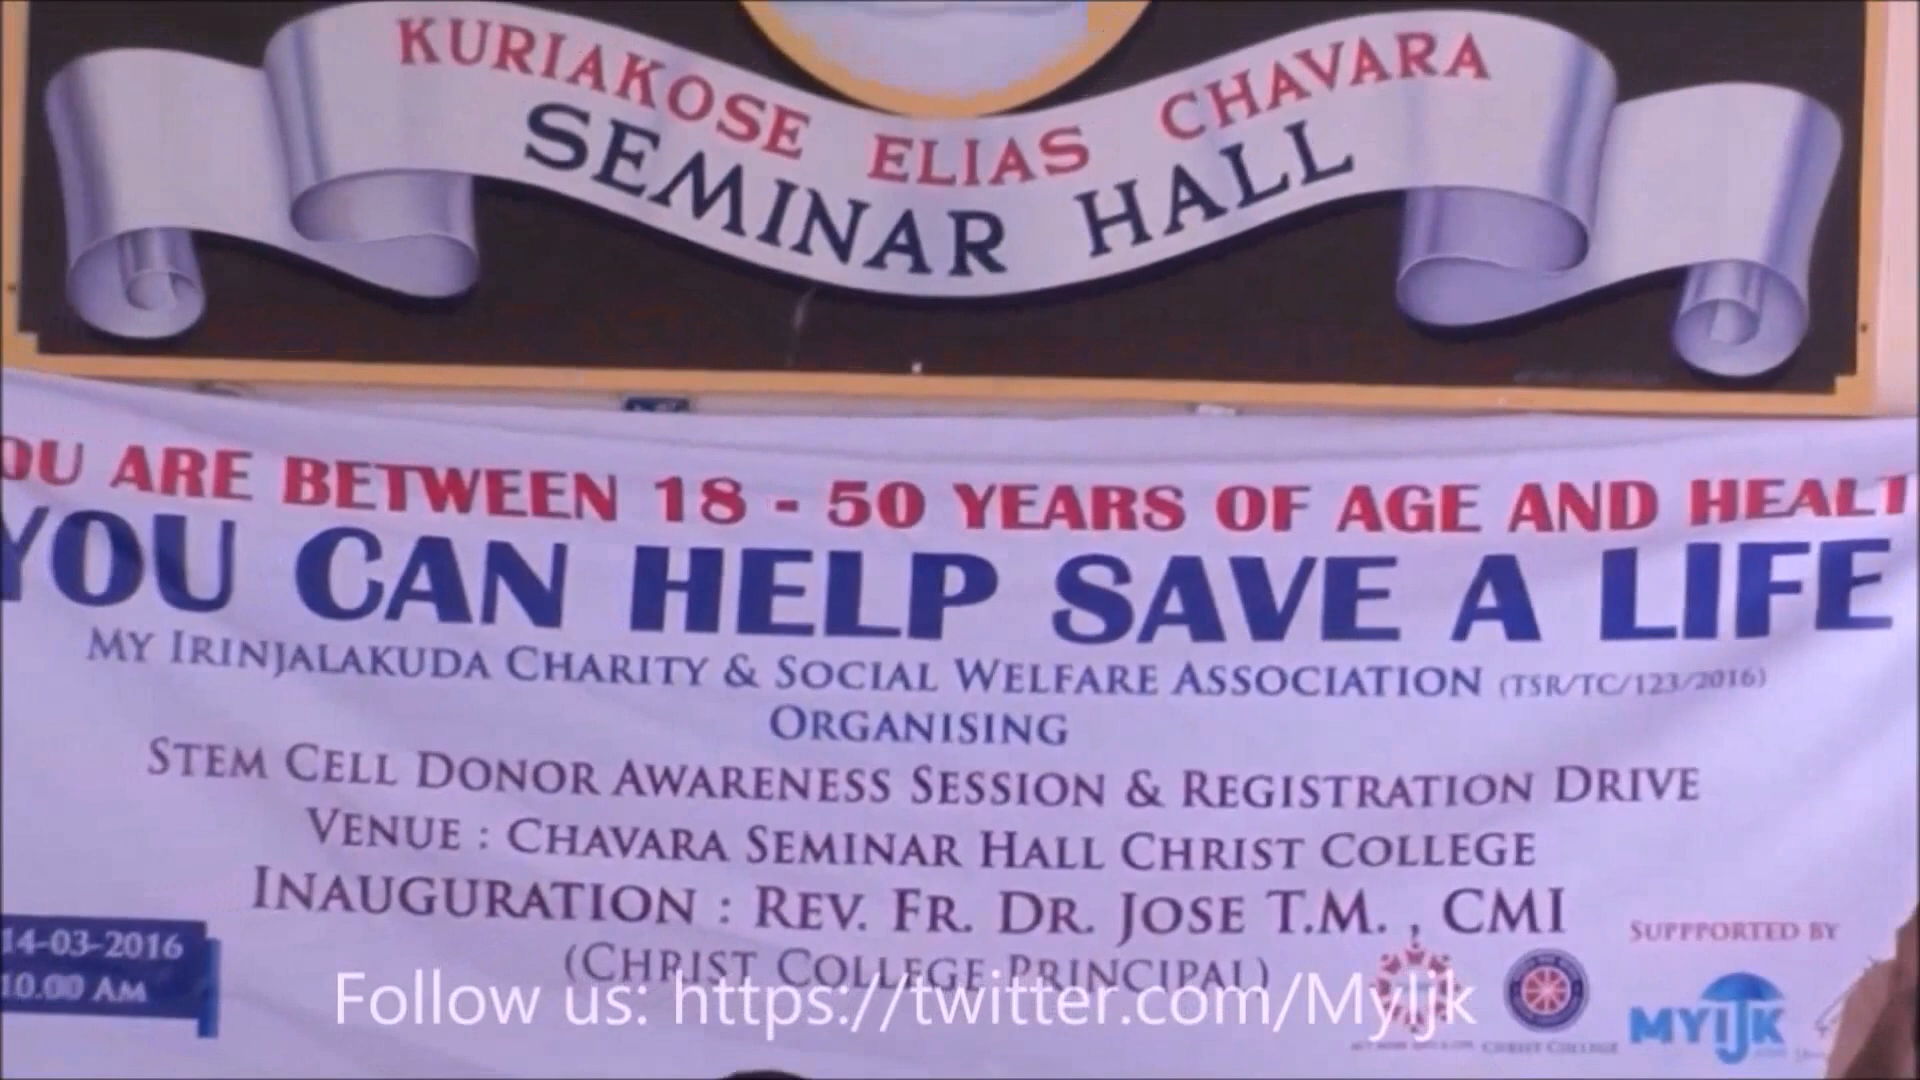 KURIAKOSE ELIAS CHAVARA
SEMINAR HALL
OU ARE BETWEEN 18 - 50 YEARS OF AGE AND HEALT
YOU CAN HELP SAVE A LIFE
MY IRINJALAKUDA CHARITY & SOCIAL WELFARE ASSOCIATION (TSR/TC/123/2016)
ORGANISING
STEM CELL DONOR AWARENESS SESSION & REGISTRATION DRIVE
VENUE : CHAVARA SEMINAR HALL CHRIST COLLEGE
INAUGURATION : REV. FR. DR. JOSE T.M. , CMI
(CHRIST COLLEGE PRINCIPAL)
14-03-2016
10.00 AM
SUPPPORTED BY
CHRIST COLLEGE
MYIJK
Follow us: https://twitter.com/MyIjk